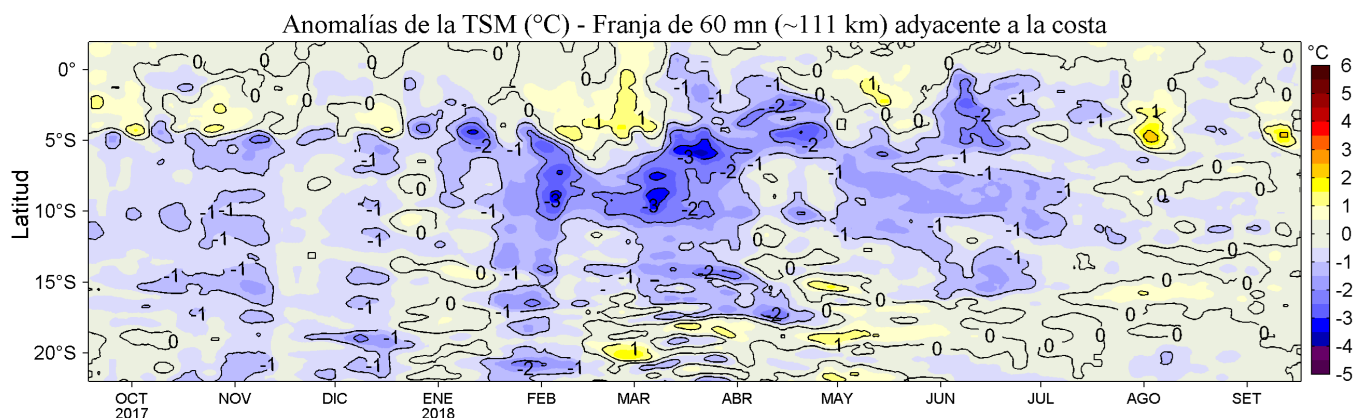 Anomalías de la TSM (°C) - Franja de 60 mn (~111 km) adyacente a la costa
°C
Latitud
0°
5°S
10°S
15°S
20°S
OCT NOV DIC ENE FEB MAR ABR MAY JUN JUL AGO SET
2017 2018
6
5
4
3
2
1
0
-1
-2
-3
-4
-5